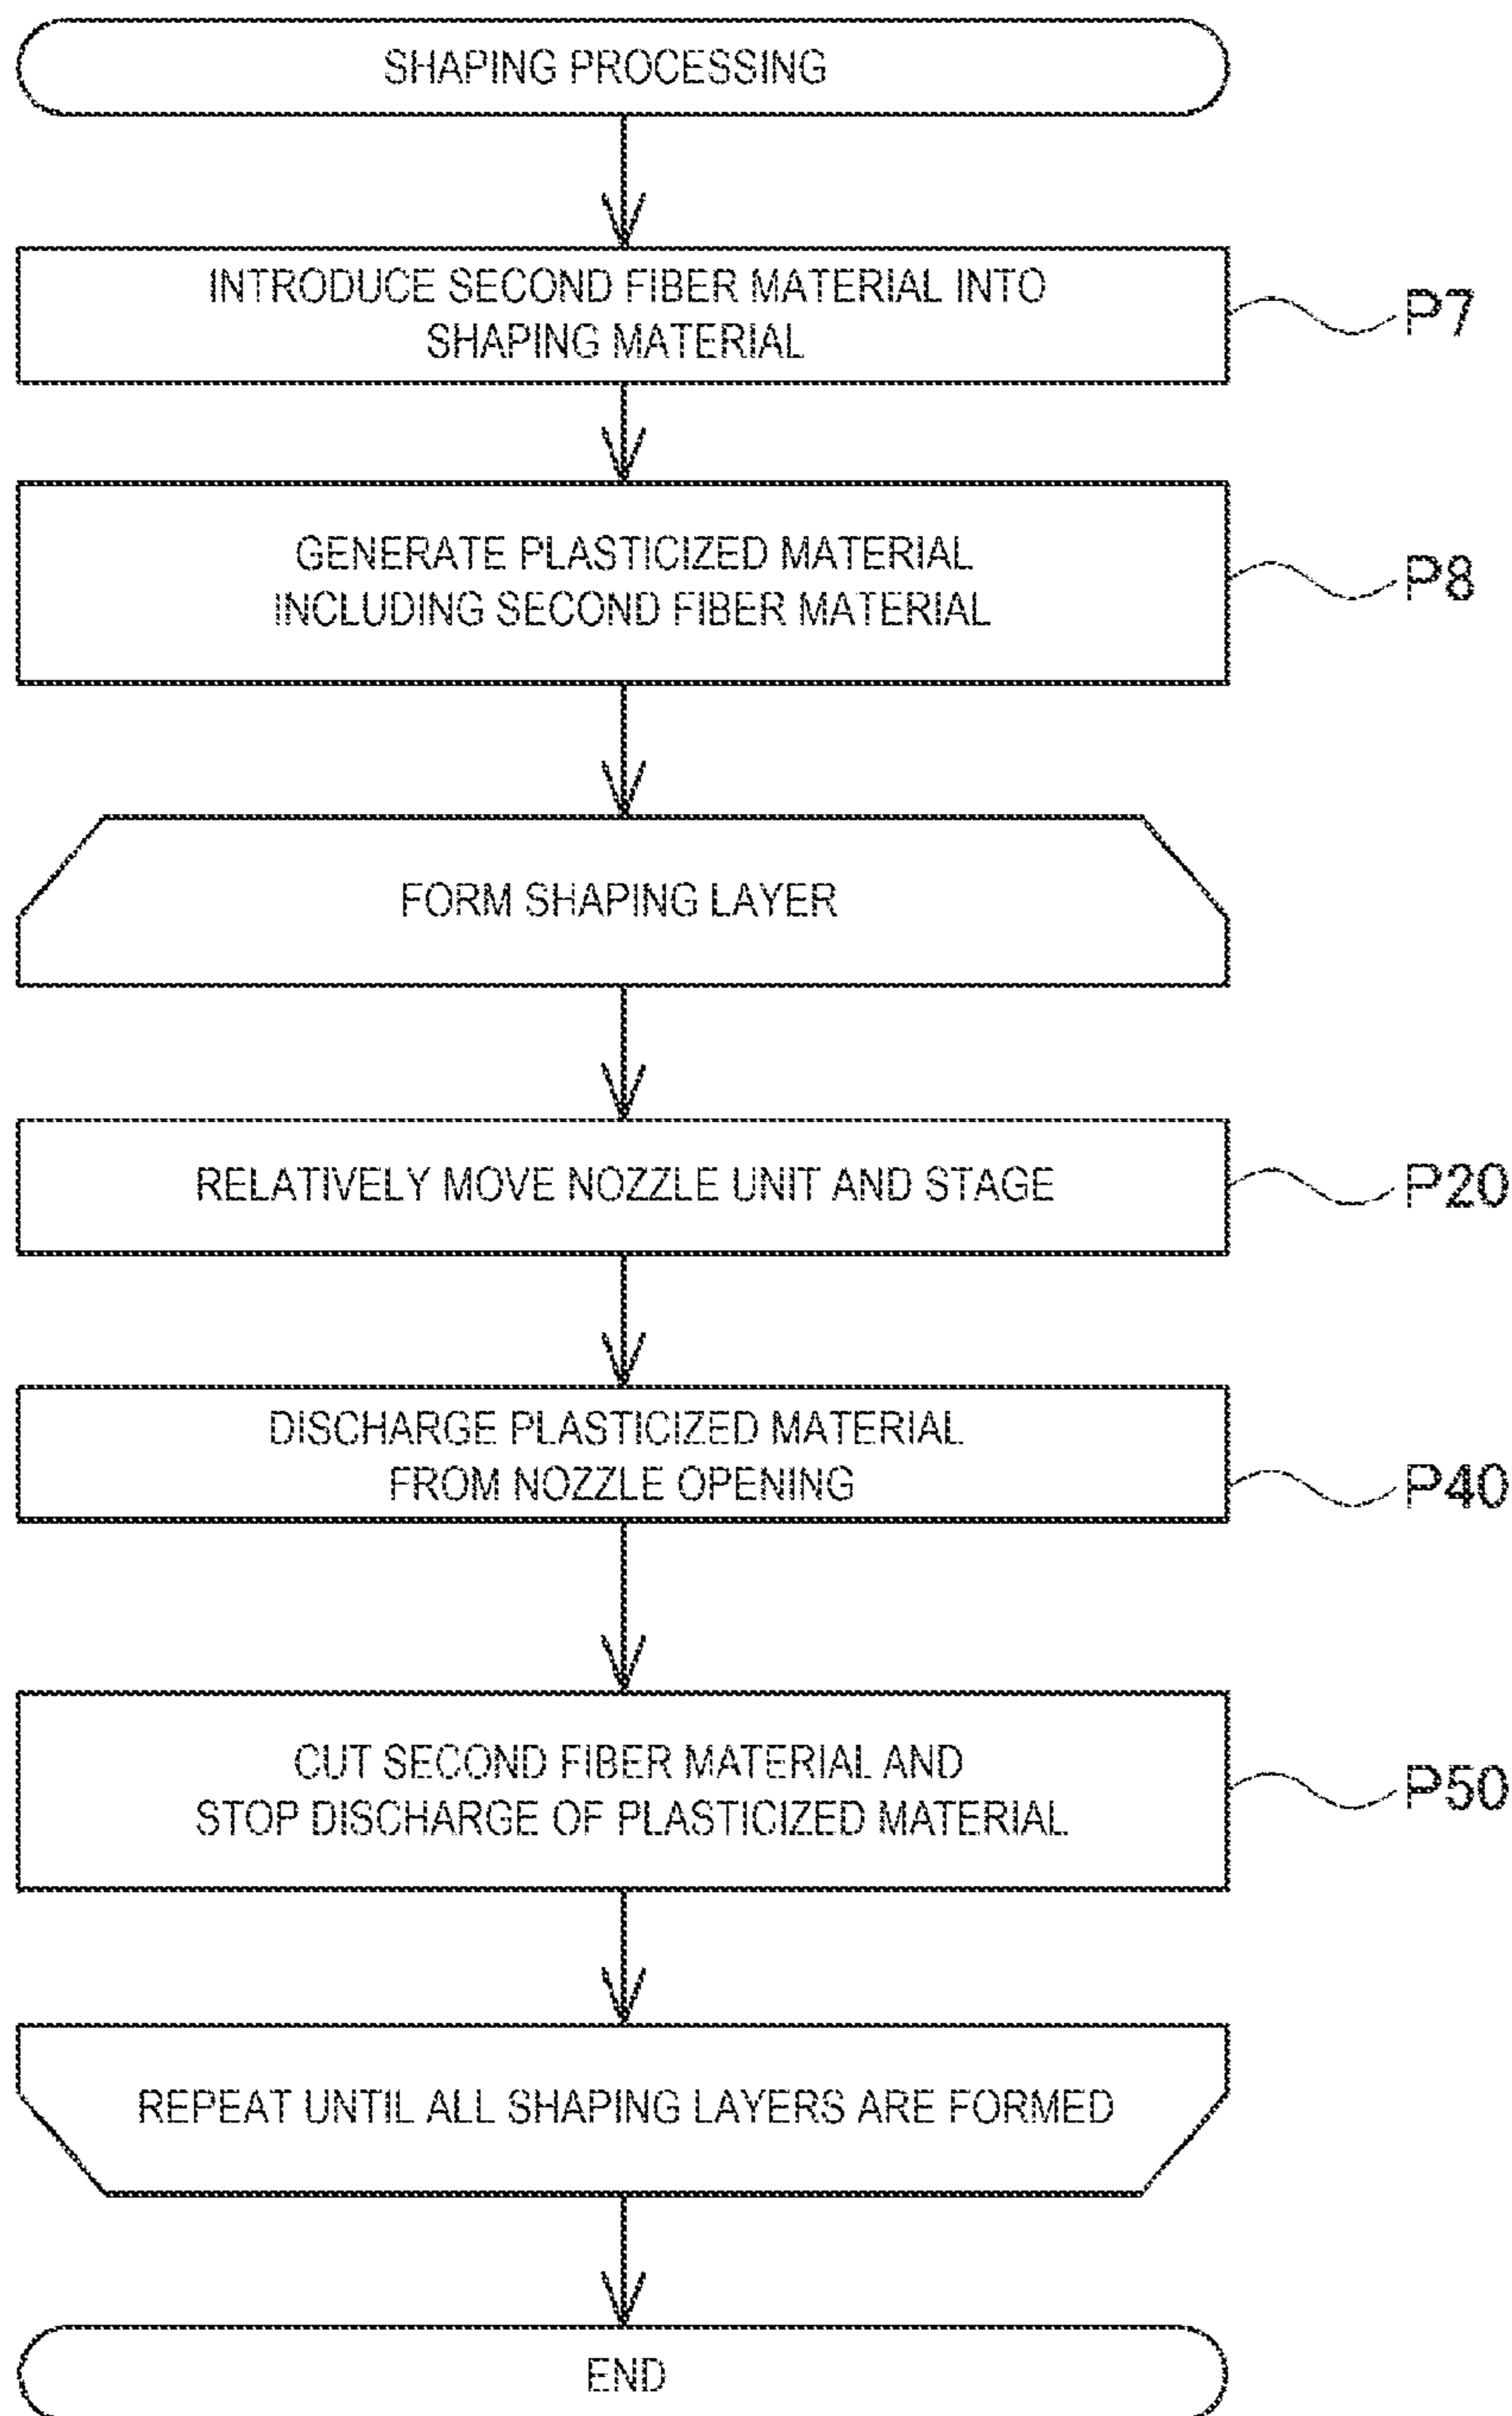 SHAPING PROCESSING
INTRODUCE SECOND FIBER MATERIAL INTO
SHAPING MATERIAL
P7
GENERATE PLASTICIZED MATERIAL
INCLUDING SECOND FIBER MATERIAL
P8
FORM SHAPING LAYER
RELATIVELY MOVE NOZZLE UNIT AND STAGE
P20
DISCHARGE PLASTICIZED MATERIAL
FROM NOZZLE OPENING
P40
CUT SECOND FIBER MATERIAL AND
STOP DISCHARGE OF PLASTICIZED MATERIAL
P50
REPEAT UNTIL ALL SHAPING LAYERS ARE FORMED
END